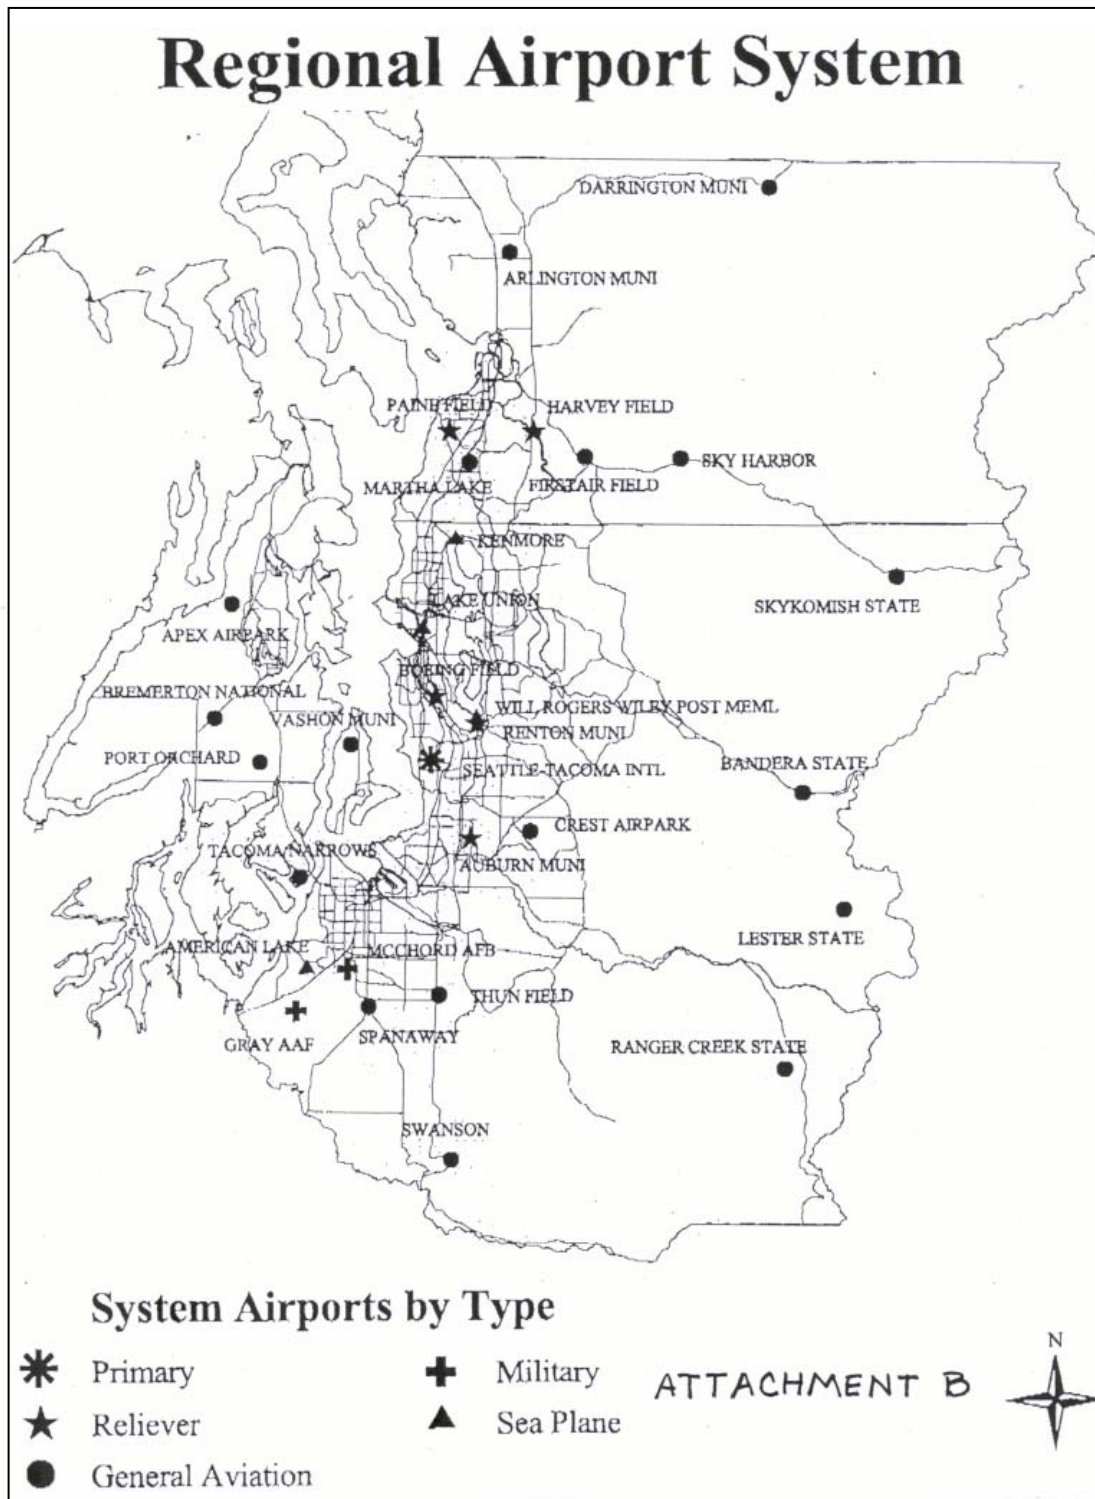 Regional Airport System
DARRINGTON MUNI
ARLINGTON MUNI
PAINE FIELD
HARVEY FIELD
SKY HARBOR
MARTHA LAKE
FIRSTAIR FIELD
KENMORE
SKYKOMISH STATE
LAKE UNION
APEX AIRPARK
BOEING FIELD
BREMERTON NATIONAL
WILL ROGERS WILEY POST MEML
VASHON MUNI
RENTON MUNI
PORT ORCHARD
SEATTLE-TACOMA INTL
BANDERA STATE
CREST AIRPARK
TACOMA NARROWS
AUBURN MUNI
LESTER STATE
AMERICAN LAKE
MCCHORD AFB
THUN FIELD
SPANAWAY
GRAY AAF
RANGER CREEK STATE
SWANSON
System Airports by Type
Primary
Reliever
General Aviation
Military
Sea Plane
ATTACHMENT B
N